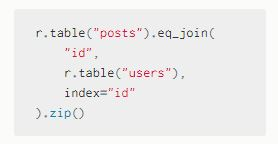 r.table("posts").eq_join(
    "id",
    r.table("users"),
    index="id"
).zip()